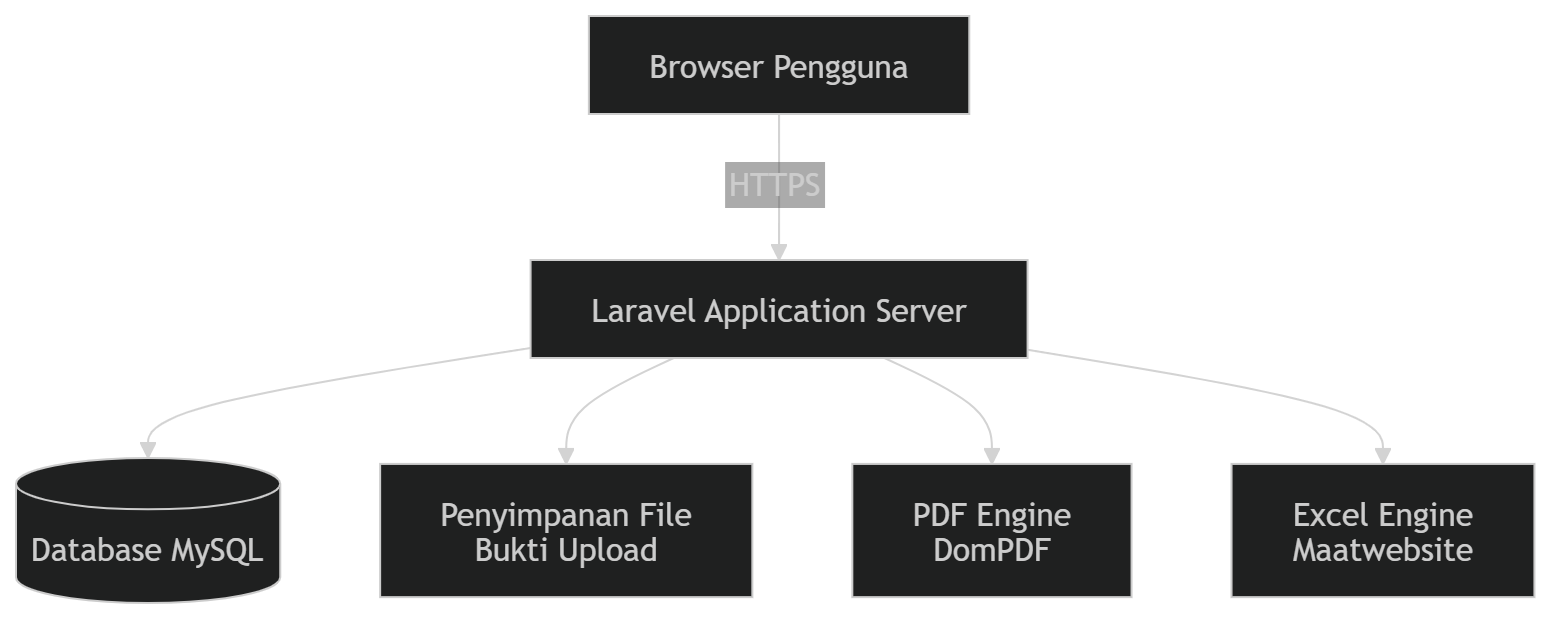 Browser Pengguna
HTTPS
Laravel Application Server
Database MySQL
Penyimpanan File
Bukti Upload
PDF Engine
DomPDF
Excel Engine
Maatwebsite